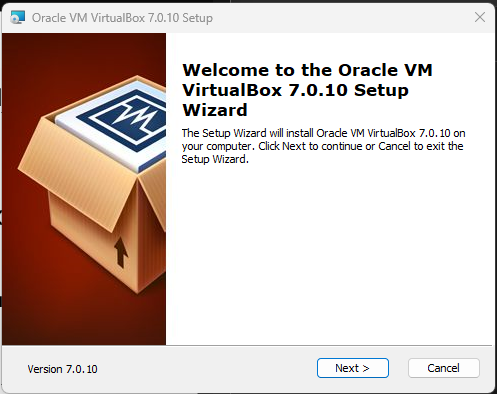 Oracle VM VirtualBox 7.0.10 Setup
Welcome to the Oracle VM
VirtualBox 7.0.10 Setup
Wizard
The Setup Wizard will install Oracle VM VirtualBox 7.0.10 on
your computer. Click Next to continue or Cancel to exit the
Setup Wizard.
Version 7.0.10
Next >
Cancel